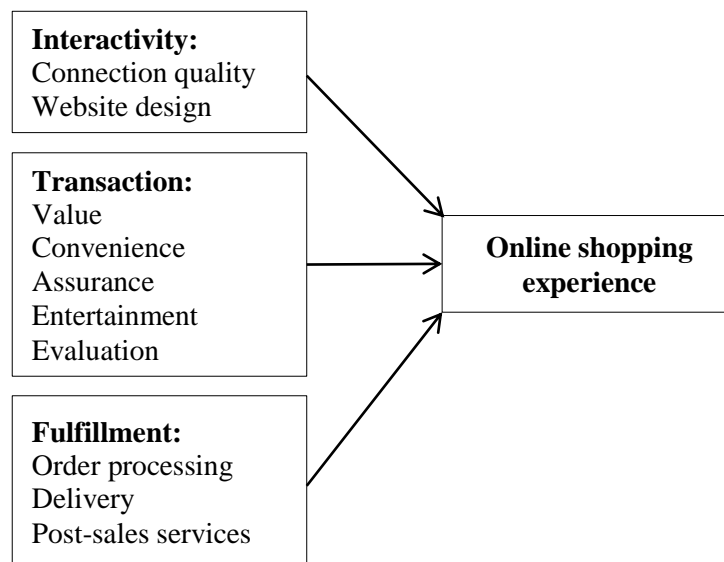 Interactivity:
Connection quality
Website design
Transaction:
Value
Convenience
Assurance
Entertainment
Evaluation
Fulfillment:
Order processing
Delivery
Post-sales services
Online shopping
experience